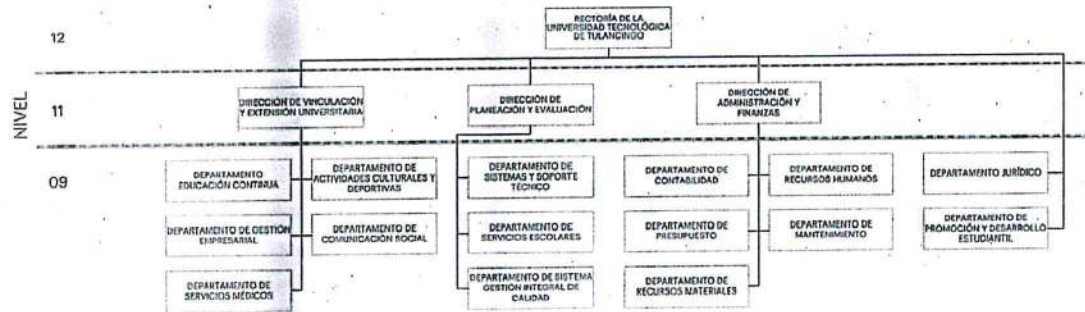 12
RECTORÍA DE LA
UNIVERSIDAD TECNOLÓGICA
DE TULANCINGO
NIVEL
11
DIRECCIÓN DE VINCULACIÓN
Y EXTENSIÓN UNIVERSITARIA
DIRECCIÓN DE
PLANEACIÓN Y EVALUACIÓN
DIRECCIÓN DE
ADMINISTRACIÓN Y
FINANZAS
09
DEPARTAMENTO
EDUCACIÓN CONTINUA
DEPARTAMENTO DE
ACTIVIDADES CULTURALES Y
DEPORTIVAS
DEPARTAMENTO DE
SISTEMAS Y SOPORTE
TÉCNICO
DEPARTAMENTO
DE CONTABILIDAD
DEPARTAMENTO DE
RECURSOS HUMANOS
DEPARTAMENTO JURÍDICO
DEPARTAMENTO DE GESTIÓN
EMPRESARIAL
DEPARTAMENTO DE
COMUNICACIÓN SOCIAL
DEPARTAMENTO DE
SERVICIOS ESCOLARES
DEPARTAMENTO DE
PRESUPUESTO
DEPARTAMENTO DE
MANTENIMIENTO
DEPARTAMENTO DE
PROMOCIÓN Y DESARROLLO
ESTUDIANTIL
DEPARTAMENTO DE
SERVICIOS MÉDICOS
DEPARTAMENTO DE SISTEMA
GESTIÓN INTEGRAL DE
CALIDAD
DEPARTAMENTO DE
RECURSOS MATERIALES